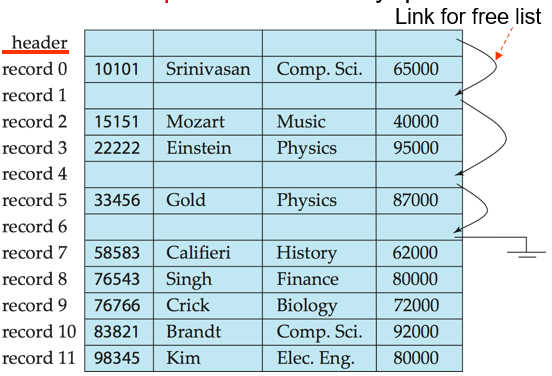 Link for free list
header
record 0 10101 Srinivasan Comp. Sci. 65000
record 1
record 2 15151 Mozart Music 40000
record 3 22222 Einstein Physics 95000
record 4
record 5 33456 Gold Physics 87000
record 6
record 7 58583 Califieri History 62000
record 8 76543 Singh Finance 80000
record 9 76766 Crick Biology 72000
record 10 83821 Brandt Comp. Sci. 92000
record 11 98345 Kim Elec. Eng. 80000